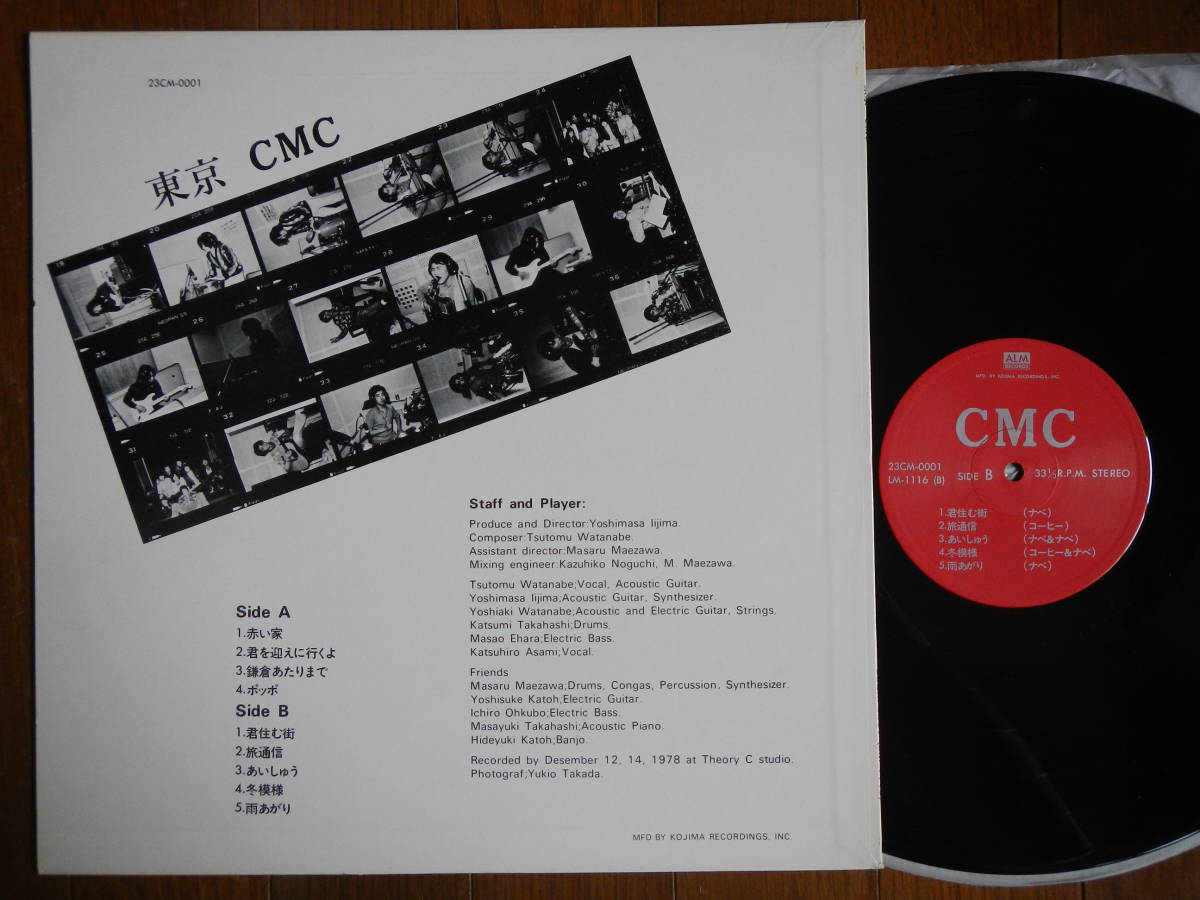 23CM-0001
東京 CMC
Side A
1.赤い家
2.君を迎えに行くよ
3.鎌倉あたりまで
4.ポッポ
Side B
1.君住む街
2.旅通信
3.あいしゅう
4.冬模様
5.雨あがり
Staff and Player:
Produce and Director:Yoshimasa Iijima.
Composer:Tsutomu Watanabe.
Assistant director:Masaru Maezawa.
Mixing engineer:Kazuhiko Noguchi, M. Maezawa.
Tsutomu Watanabe;Vocal, Acoustic Guitar.
Yoshimasa Iijima;Acoustic Guitar, Synthesizer.
Yoshiaki Watanabe;Acoustic and Electric Guitar, Strings.
Katsumi Takahashi;Drums.
Masao Ehara;Electric Bass.
Katsuhiro Asami;Vocal.
Friends
Masaru Maezawa;Drums, Congas, Percussion, Synthesizer.
Yoshisuke Katoh;Electric Guitar.
Ichiro Ohkubo;Electric Bass.
Masayuki Takahashi;Acoustic Piano.
Hideyuki Katoh;Banjo.
Recorded by Desember 12, 14, 1978 at Theory C studio.
Photograf;Yukio Takada.
MFD BY KOJIMA RECORDINGS, INC.
ALM
RECORDS
MFD. BY KOJIMA RECORDINGS, INC.
CMC
23CM-0001
LM-1116 (B)
SIDE B
33 1/3 R.P.M. STEREO
1.君住む街 (ナベ)
2.旅通信 (コーヒー)
3.あいしゅう (ナベ&ナベ)
4.冬模様 (コーヒー&ナベ)
5.雨あがり (ナベ)